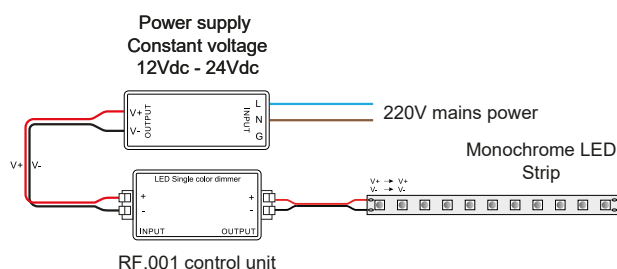 Power supply
Constant voltage
12Vdc - 24Vdc
V+
V-
OUTPUT
INPUT
L
N
G
220V mains power
V+
V-
LED Single color dimmer
+
-
+
-
INPUT
OUTPUT
RF.001 control unit
Monochrome LED
Strip
V+ → V+
V- → V-